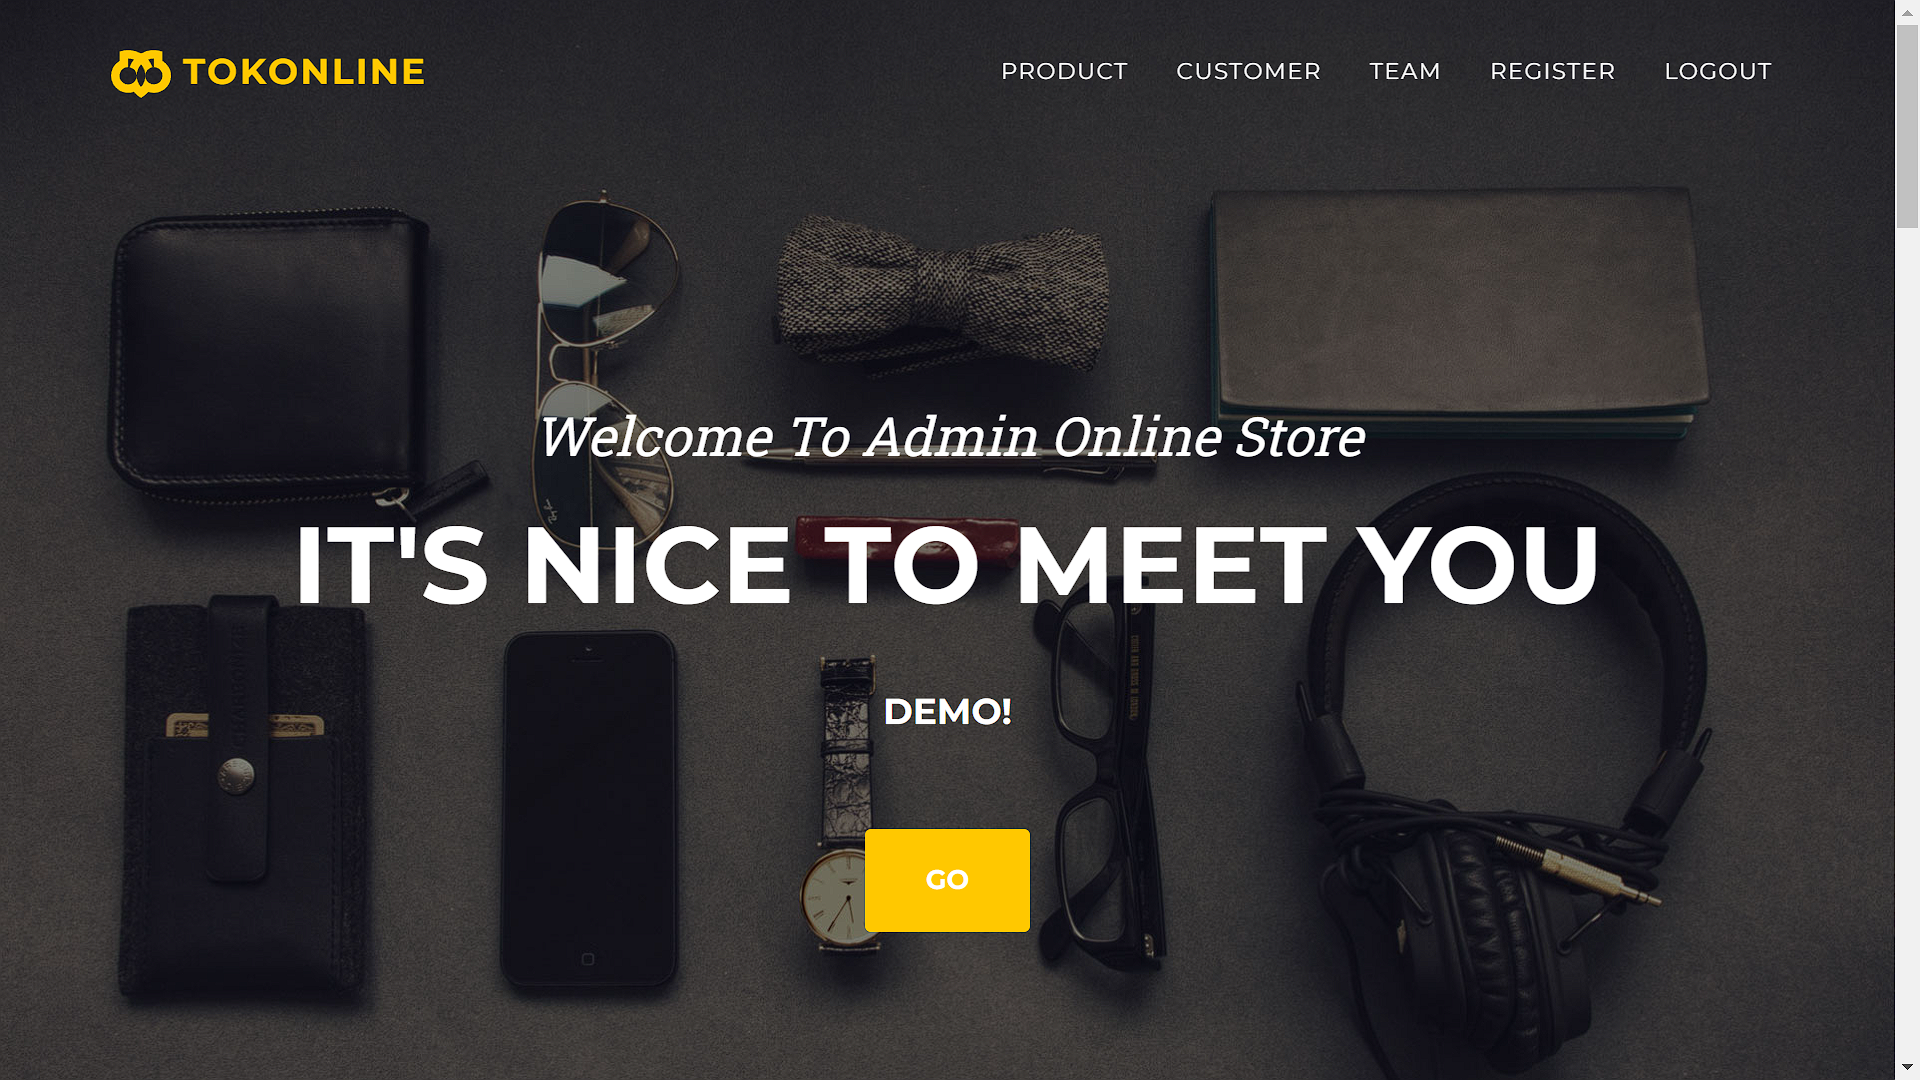 TOKONLINE
PRODUCT CUSTOMER TEAM REGISTER LOGOUT
Welcome To Admin Online Store
IT'S NICE TO MEET YOU
DEMO!
GO